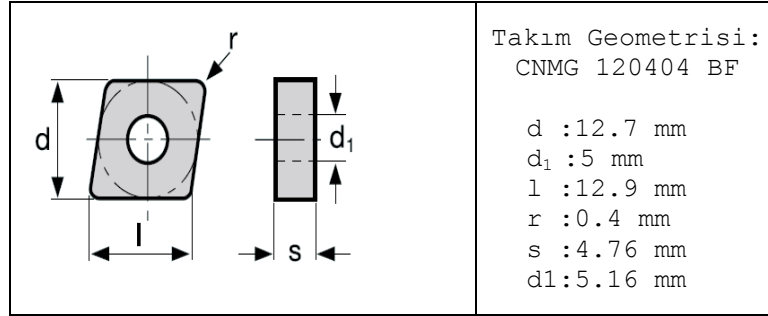 r
d
d₁
l
s
Takım Geometrisi:
CNMG 120404 BF
d :12.7 mm
d₁ :5 mm
l :12.9 mm
r :0.4 mm
s :4.76 mm
d1:5.16 mm